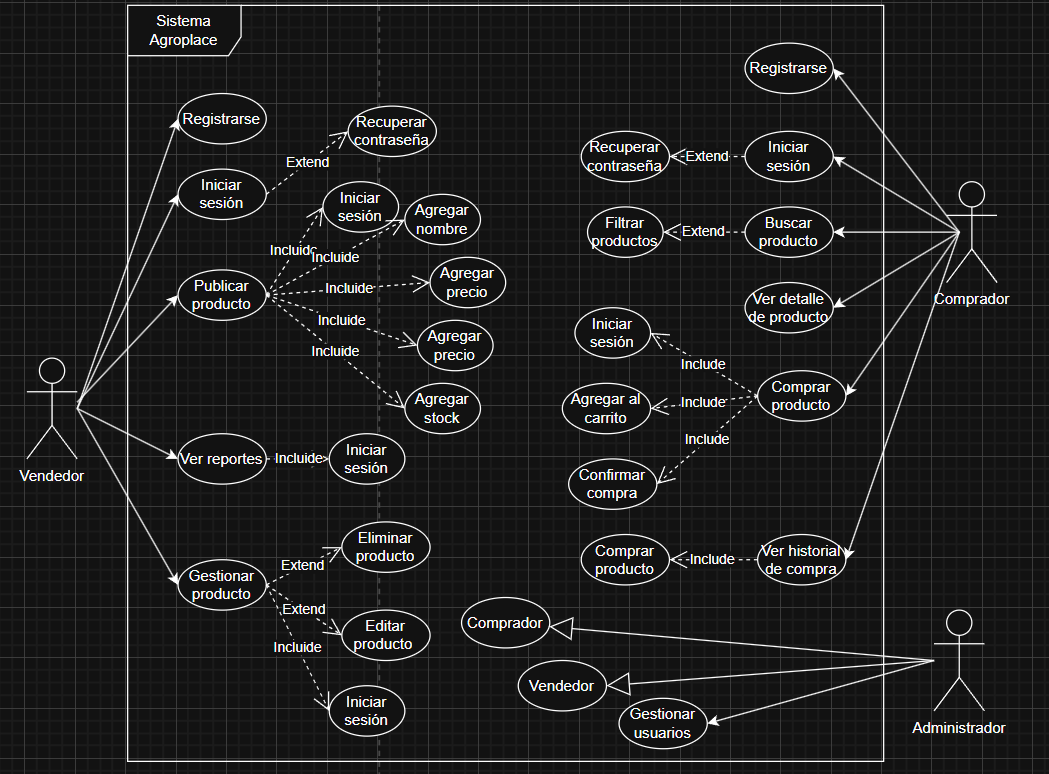 Sistema
Agroplace
Registrarse
Iniciar
sesión
Extend
Recuperar
contraseña
Publicar
producto
Incluide
Iniciar
sesión
Incluide
Agregar
nombre
Incluide
Agregar
precio
Incluide
Agregar
precio
Incluide
Agregar
stock
Ver reportes
Incluide
Iniciar
sesión
Gestionar
producto
Extend
Eliminar
producto
Extend
Editar
producto
Incluide
Iniciar
sesión
Vendedor
Registrarse
Recuperar
contraseña
Extend
Iniciar
sesión
Filtrar
productos
Extend
Buscar
producto
Ver detalle
de producto
Iniciar
sesión
Include
Agregar al
carrito
Include
Comprar
producto
Include
Confirmar
compra
Comprar
producto
Include
Ver historial
de compra
Comprador
Comprador
Vendedor
Gestionar
usuarios
Administrador